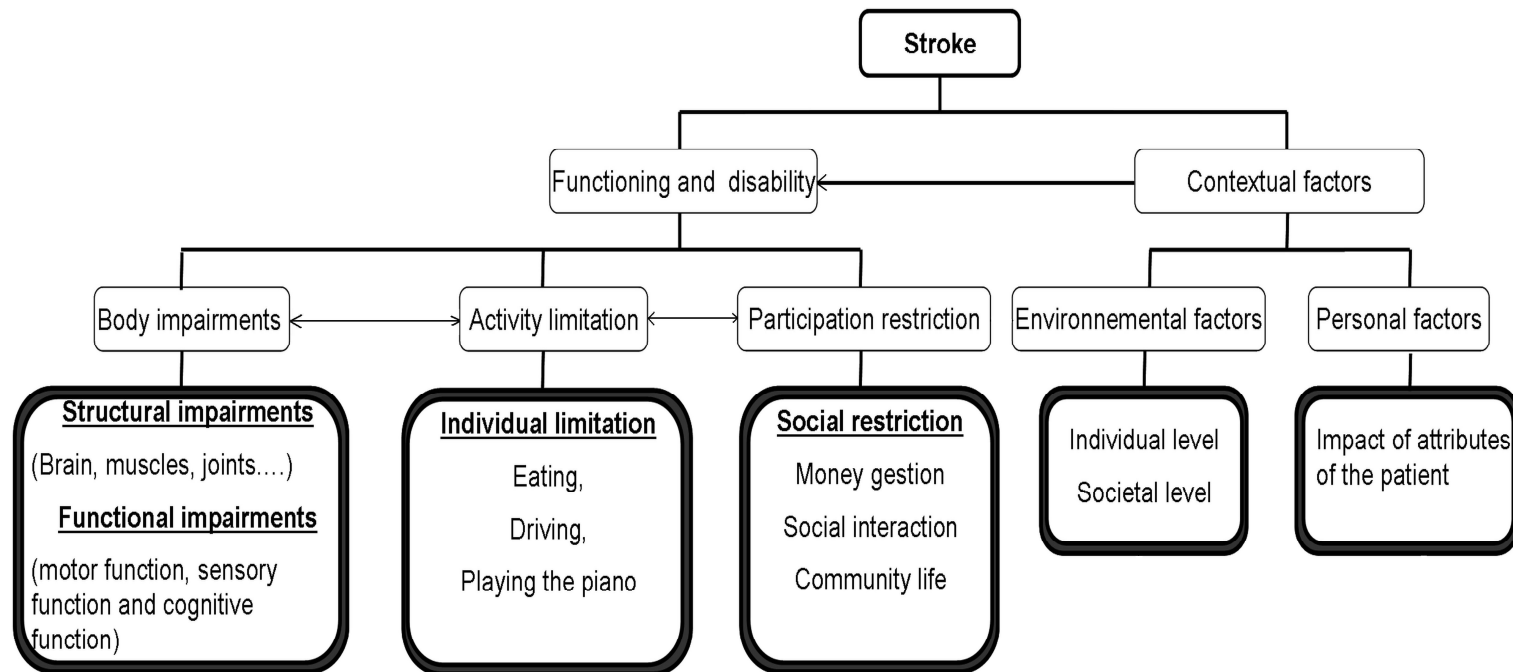 Stroke
Functioning and disability
Contextual factors
Body impairments
Activity limitation
Participation restriction
Environnemental factors
Personal factors
Structural impairments
(Brain, muscles, joints....)
Functional impairments
(motor function, sensory
function and cognitive
function)
Individual limitation
Eating,
Driving,
Playing the piano
Social restriction
Money gestion
Social interaction
Community life
Individual level
Societal level
Impact of attributes
of the patient